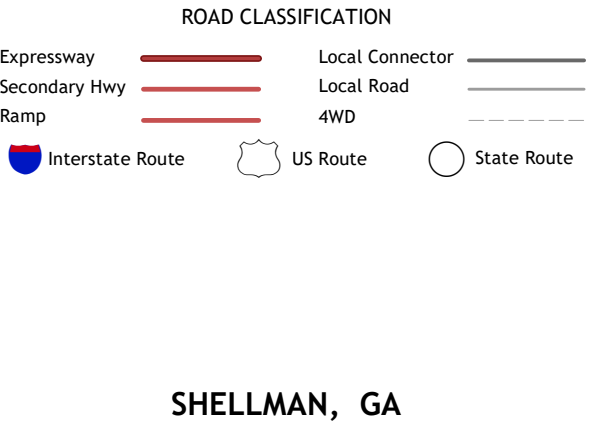 ROAD CLASSIFICATION
Expressway
Secondary Hwy
Ramp
Local Connector
Local Road
4WD
Interstate Route
US Route
State Route
SHELLMAN, GA